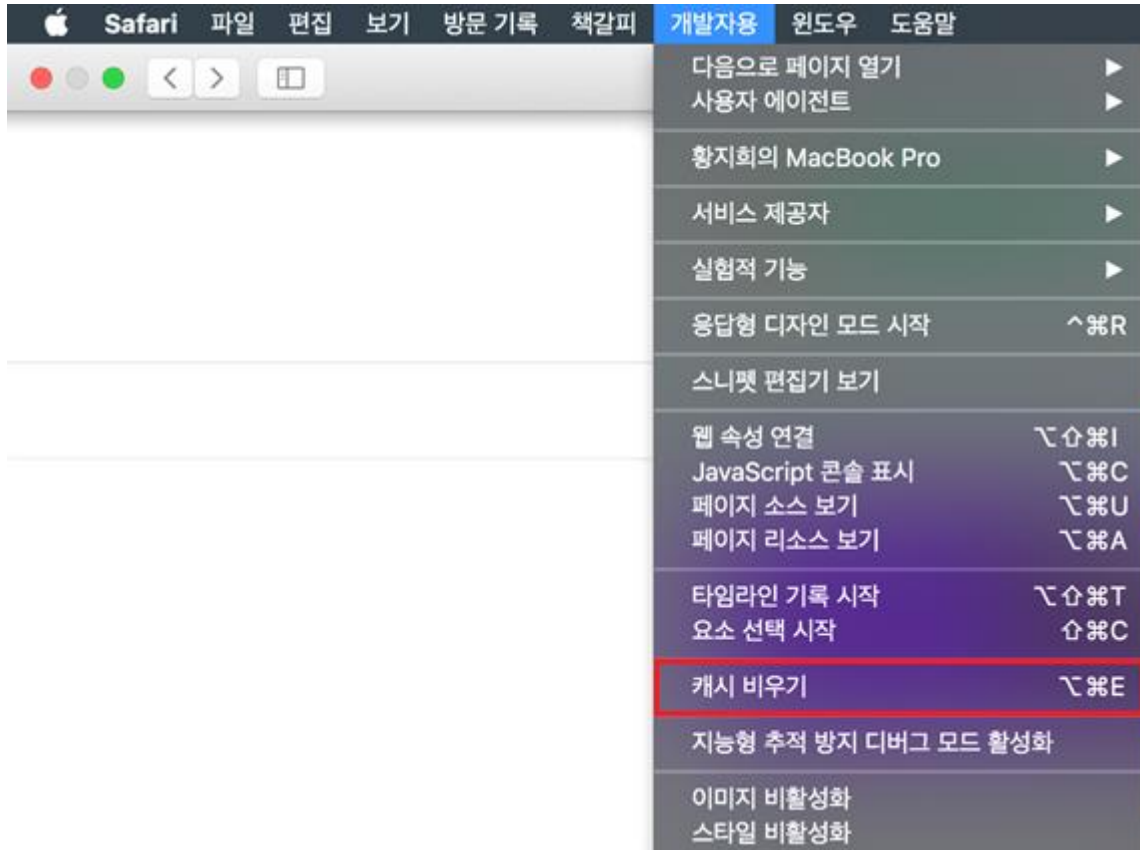 Safari 파일 편집 보기 방문 기록 책갈피 개발자용 윈도우 도움말
다음으로 페이지 열기
사용자 에이전트
황지희의 MacBook Pro
서비스 제공자
실험적 기능
응답형 디자인 모드 시작 ^⌘R
스니펫 편집기 보기
웹 속성 연결 ⌥⇧⌘I
JavaScript 콘솔 표시 ⌥⌘C
페이지 소스 보기 ⌥⌘U
페이지 리소스 보기 ⌥⌘A
타임라인 기록 시작 ⌥⇧⌘T
요소 선택 시작 ⇧⌘C
캐시 비우기 ⌥⌘E
지능형 추적 방지 디버그 모드 활성화
이미지 비활성화
스타일 비활성화